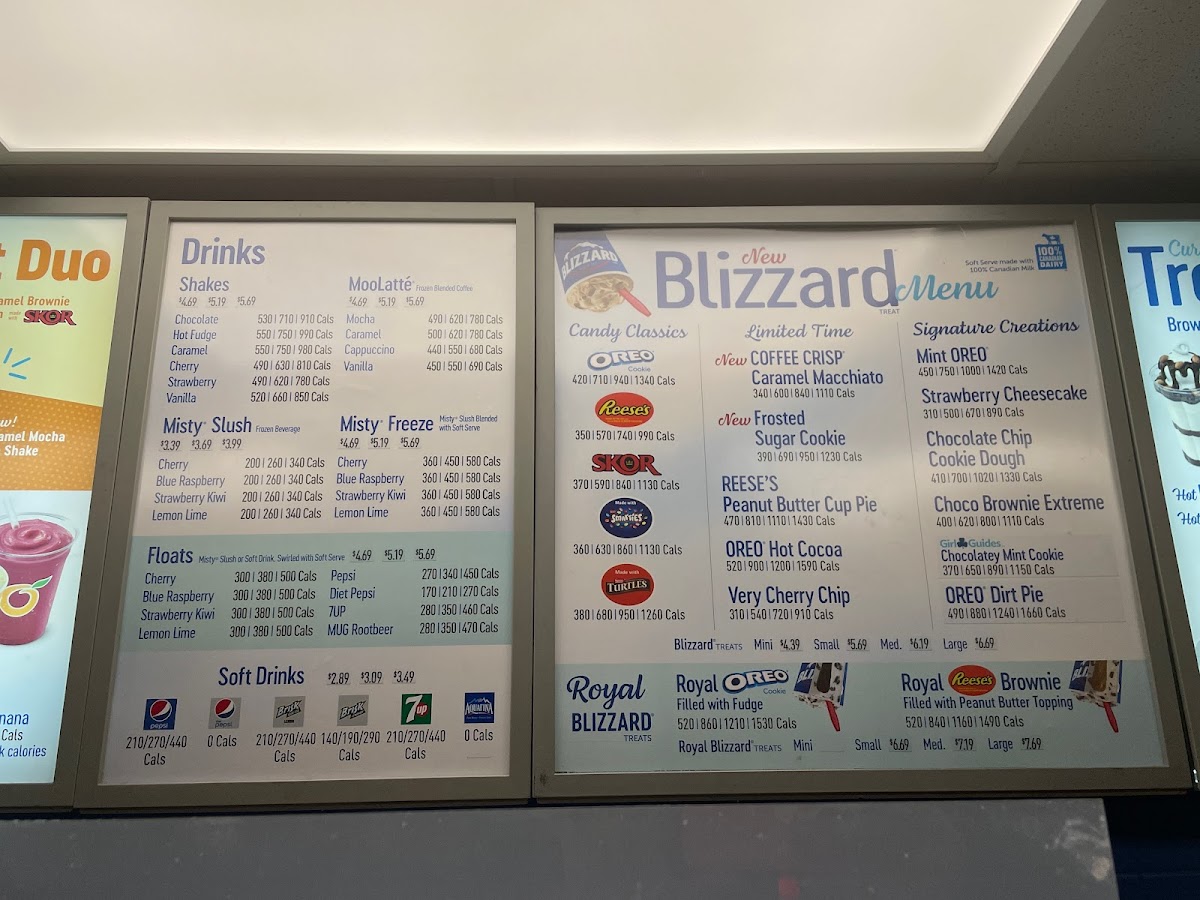 t Duo
amel Brownie
made with SKOR
w!
amel Mocha
Shake
nana
Cals
k calories
Drinks
Shakes
$4.69 $5.19 $5.69
Chocolate 530 | 710 | 910 Cals
Hot Fudge 550 | 750 | 990 Cals
Caramel 550 | 750 | 980 Cals
Cherry 490 | 630 | 810 Cals
Strawberry 490 | 620 | 780 Cals
Vanilla 520 | 660 | 850 Cals
MooLatté® Frozen Blended Coffee
$4.69 $5.19 $5.69
Mocha 490 | 620 | 780 Cals
Caramel 500 | 620 | 780 Cals
Cappuccino 440 | 550 | 680 Cals
Vanilla 450 | 550 | 690 Cals
Misty® Slush Frozen Beverage
$3.39 $3.69 $3.99
Cherry 200 | 260 | 340 Cals
Blue Raspberry 200 | 260 | 340 Cals
Strawberry Kiwi 200 | 260 | 340 Cals
Lemon Lime 200 | 260 | 340 Cals
Misty® Freeze Misty® Slush Blended with Soft Serve
$4.69 $5.19 $5.69
Cherry 360 | 450 | 580 Cals
Blue Raspberry 360 | 450 | 580 Cals
Strawberry Kiwi 360 | 450 | 580 Cals
Lemon Lime 360 | 450 | 580 Cals
Floats Misty® Slush or Soft Drink, Swirled with Soft Serve $4.69 $5.19 $5.69
Cherry 300 | 380 | 500 Cals
Blue Raspberry 300 | 380 | 500 Cals
Strawberry Kiwi 300 | 380 | 500 Cals
Lemon Lime 300 | 380 | 500 Cals
Pepsi 270 | 340 | 450 Cals
Diet Pepsi 170 | 210 | 270 Cals
7UP 280 | 350 | 460 Cals
MUG Rootbeer 280 | 350 | 470 Cals
Soft Drinks $2.89 $3.09 $3.49
pepsi
pepsi
Brisk
Brisk
7up
AQUAFINA
210/270/440 Cals
0 Cals
210/270/440 Cals
140/190/290 Cals
210/270/440 Cals
0 Cals
BLIZZARD
New
Blizzard® Menu
TREAT
Soft Serve made with
100% Canadian Milk
100% CANADIAN DAIRY
Candy Classics
OREO
Cookie
420 | 710 | 940 | 1340 Cals
Reese's
350 | 570 | 740 | 990 Cals
SKOR
370 | 590 | 840 | 1130 Cals
Made with
SMARTIES
360 | 630 | 860 | 1130 Cals
Made with
TURTLES
380 | 680 | 950 | 1260 Cals
Limited Time
New COFFEE CRISP®
Caramel Macchiato
340 | 600 | 840 | 1110 Cals
New Frosted
Sugar Cookie
390 | 690 | 950 | 1230 Cals
REESE'S
Peanut Butter Cup Pie
470 | 810 | 1110 | 1430 Cals
OREO® Hot Cocoa
520 | 900 | 1200 | 1590 Cals
Very Cherry Chip
310 | 540 | 720 | 910 Cals
Signature Creations
Mint OREO®
450 | 750 | 1000 | 1420 Cals
Strawberry Cheesecake
310 | 500 | 670 | 890 Cals
Chocolate Chip
Cookie Dough
410 | 700 | 1020 | 1330 Cals
Choco Brownie Extreme
400 | 620 | 800 | 1110 Cals
Girl Guides
Chocolatey Mint Cookie
370 | 650 | 890 | 1150 Cals
OREO® Dirt Pie
490 | 880 | 1240 | 1660 Cals
Blizzard® TREATS Mini $4.39 Small $5.69 Med. $6.19 Large $6.69
Royal
BLIZZARD®
TREATS
Royal OREO Cookie
Filled with Fudge
520 | 860 | 1210 | 1530 Cals
Royal Reese's Brownie
Filled with Peanut Butter Topping
520 | 840 | 1160 | 1490 Cals
Royal Blizzard® TREATS Mini Small $6.69 Med. $7.19 Large $7.69
Cur
Tre
Brow
Hot
Hot